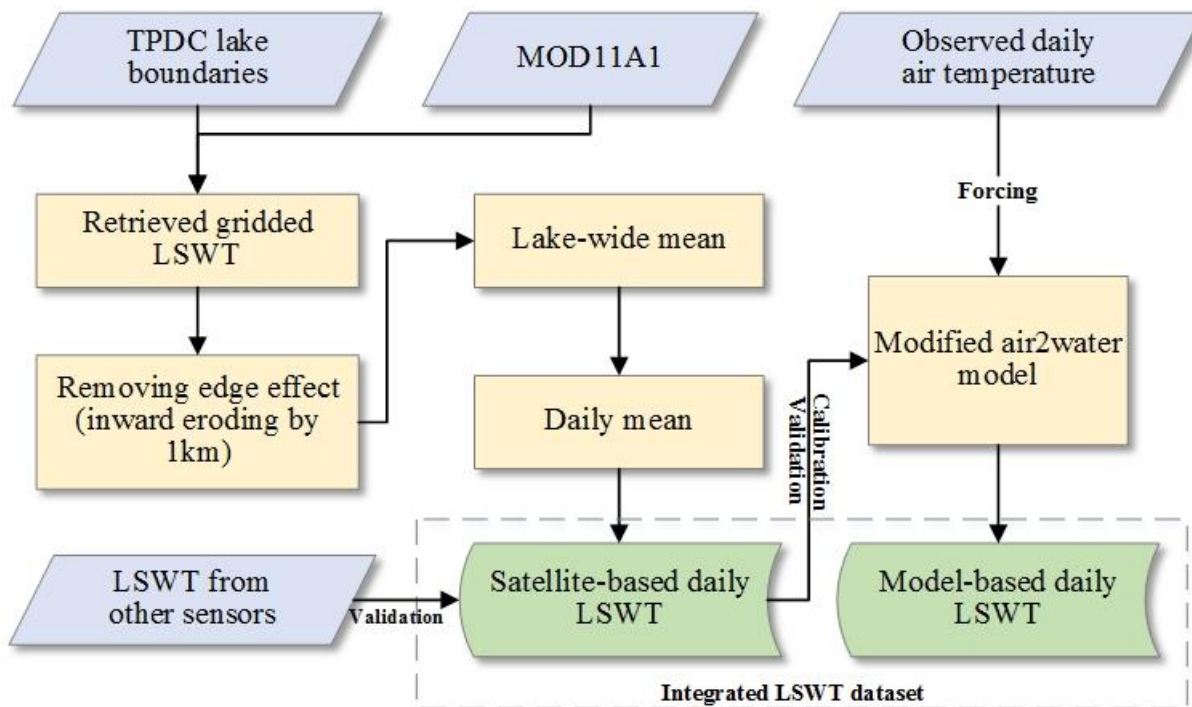 TPDC lake
boundaries
MOD11A1
Observed daily
air temperature
Forcing
Retrieved gridded
LSWT
Lake-wide mean
Removing edge effect
(inward eroding by
1km)
Daily mean
Modified air2water
model
Calibration
Validation
LSWT from
other sensors
Validation
Satellite-based daily
LSWT
Model-based daily
LSWT
Integrated LSWT dataset